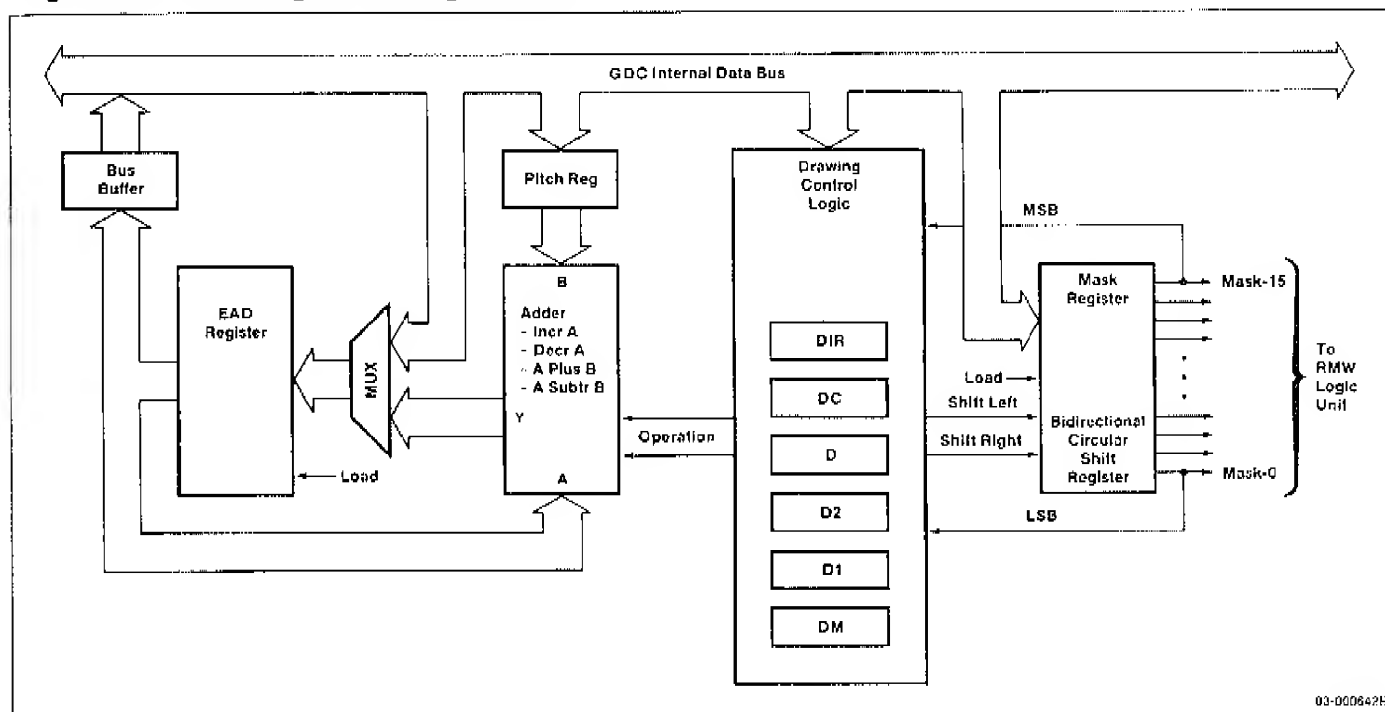 GDC Internal Data Bus
Bus
Buffer
Pitch Reg
Drawing
Control
Logic
MSB
EAD
Register
MUX
B
Adder
- Incr A
- Decr A
- A Plus B
- A Subtr B
Y
A
Load
Operation
DIR
DC
D
D2
D1
DM
Mask
Register
Load
Shift Left
Shift Right
Bidirectional
Circular
Shift
Register
LSB
Mask-15
Mask-0
To
RMW
Logic
Unit